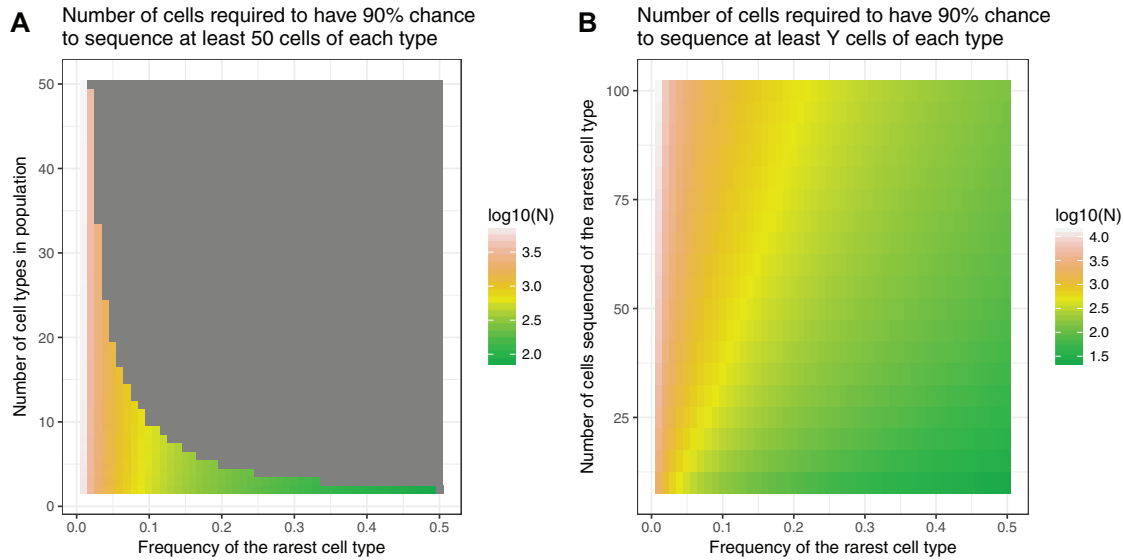 A
Number of cells required to have 90% chance
to sequence at least 50 cells of each type
Number of cell types in population
50
40
30
20
10
0
0.0
0.1
0.2
0.3
0.4
0.5
Frequency of the rarest cell type
log10(N)
3.5
3.0
2.5
2.0
B
Number of cells required to have 90% chance
to sequence at least Y cells of each type
Number of cells sequenced of the rarest cell type
100
75
50
25
0.0
0.1
0.2
0.3
0.4
0.5
Frequency of the rarest cell type
log10(N)
4.0
3.5
3.0
2.5
2.0
1.5